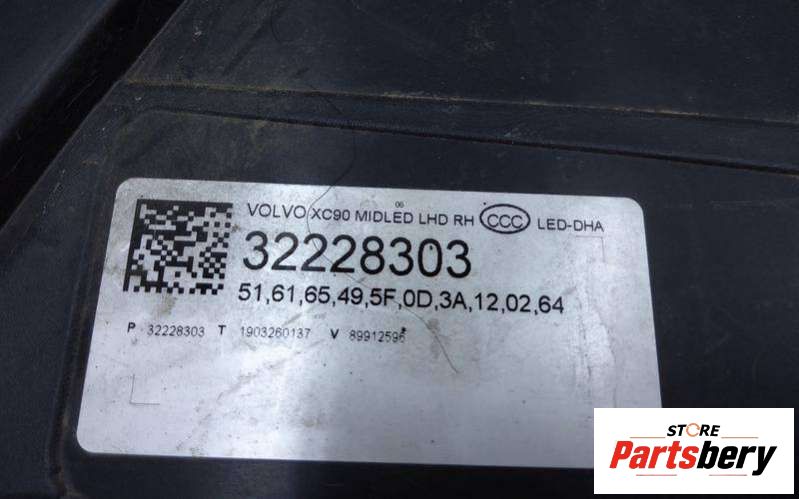 06
VOLVO XC90 MIDLED LHD RH CCC LED-DHA
32228303
51,61,65,49,5F,0D,3A,12,02,64
P 32228303 T 1903260137 V 8991259
STORE
Partsbery